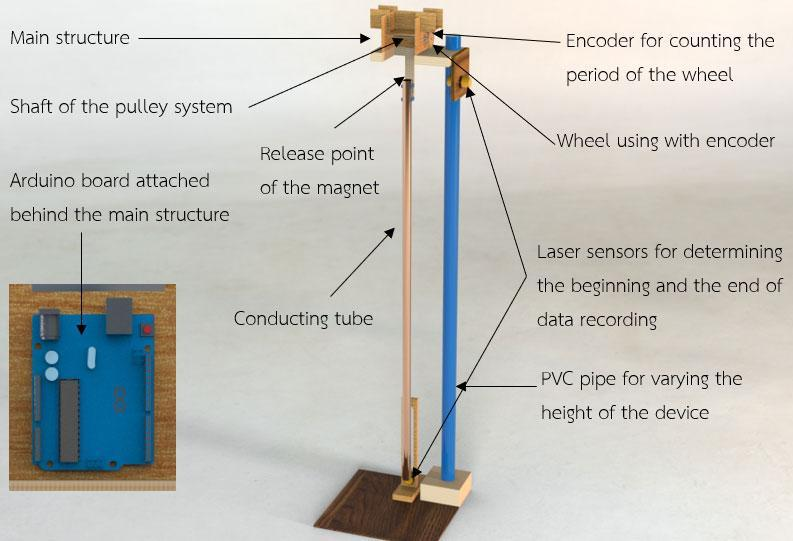 Main structure
Shaft of the pulley system
Release point
of the magnet
Arduino board attached
behind the main structure
Conducting tube
Encoder for counting the
period of the wheel
Wheel using with encoder
Laser sensors for determining
the beginning and the end of
data recording
PVC pipe for varying the
height of the device